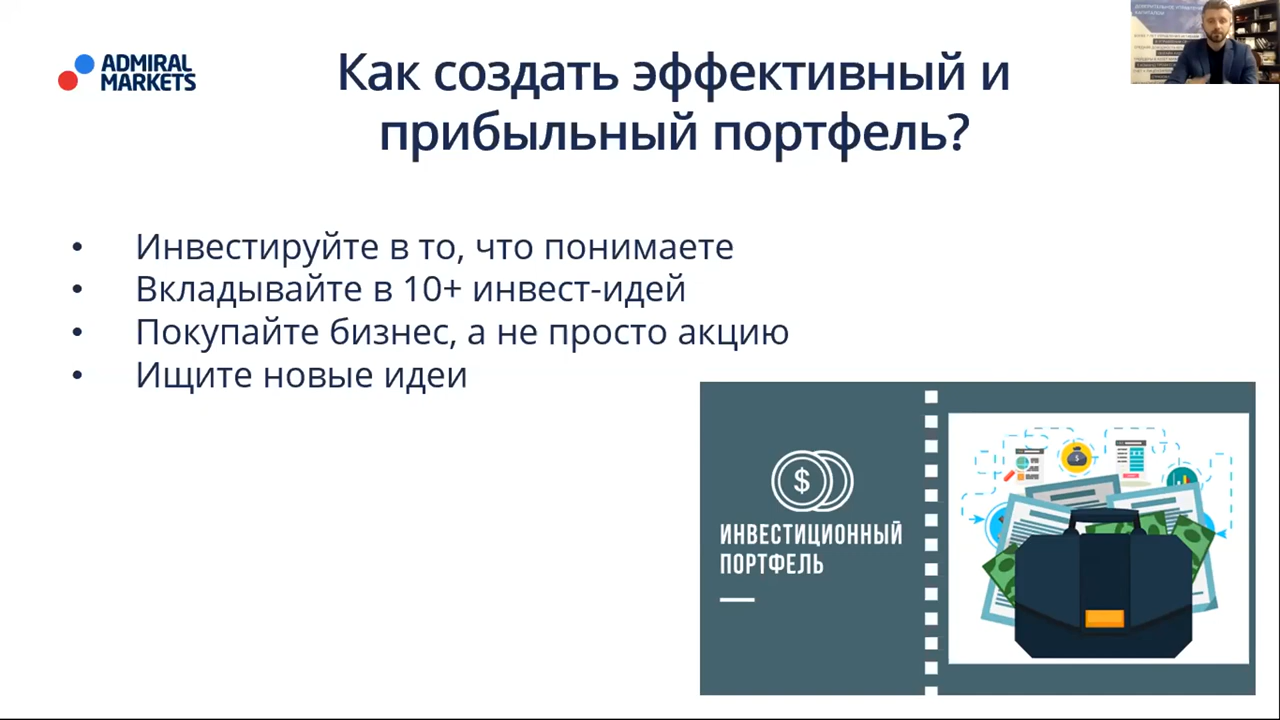 ADMIRAL
MARKETS
Как создать эффективный и
прибыльный портфель?
• Инвестируйте в то, что понимаете
• Вкладывайте в 10+ инвест-идей
• Покупайте бизнес, а не просто акцию
• Ищите новые идеи
$
ИНВЕСТИЦИОННЫЙ
ПОРТФЕЛЬ
$